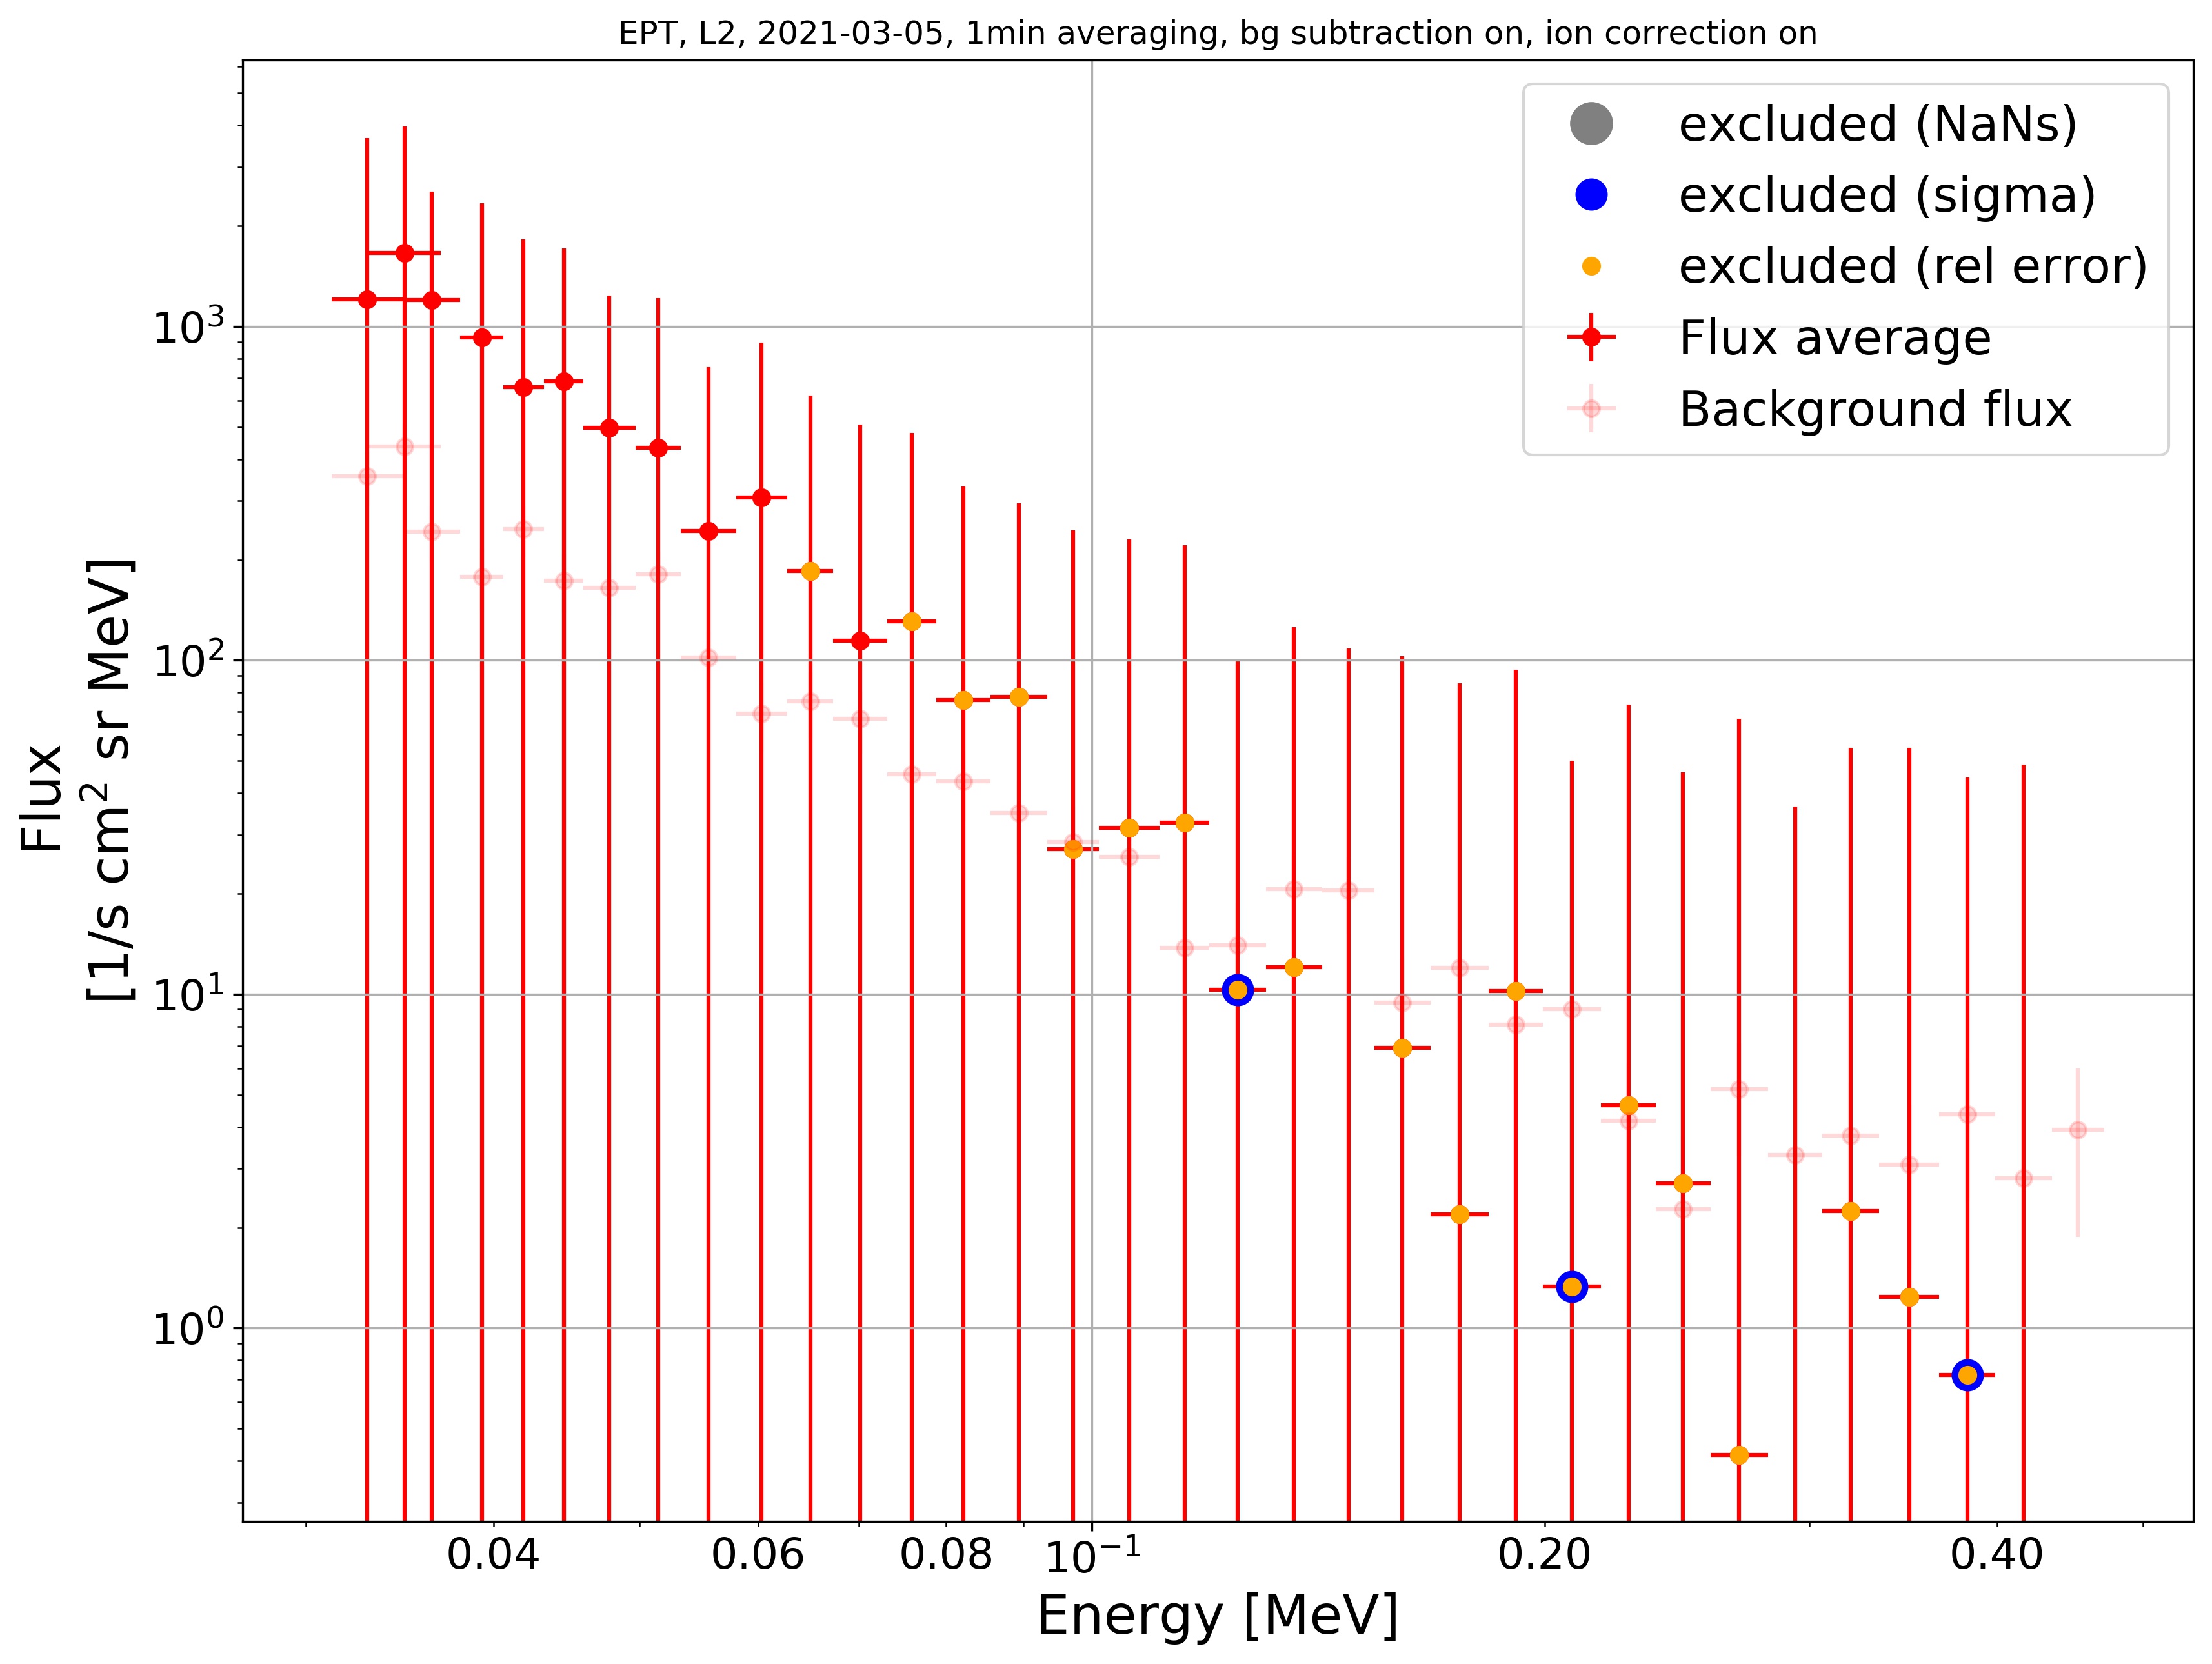 EPT, L2, 2021-03-05, 1min averaging, bg subtraction on, ion correction on
excluded (NaNs)
excluded (sigma)
excluded (rel error)
Flux average
Background flux
Flux
[1/s cm² sr MeV]
10³
10²
10¹
10⁰
0.04
0.06
0.08
10⁻¹
0.20
0.40
Energy [MeV]